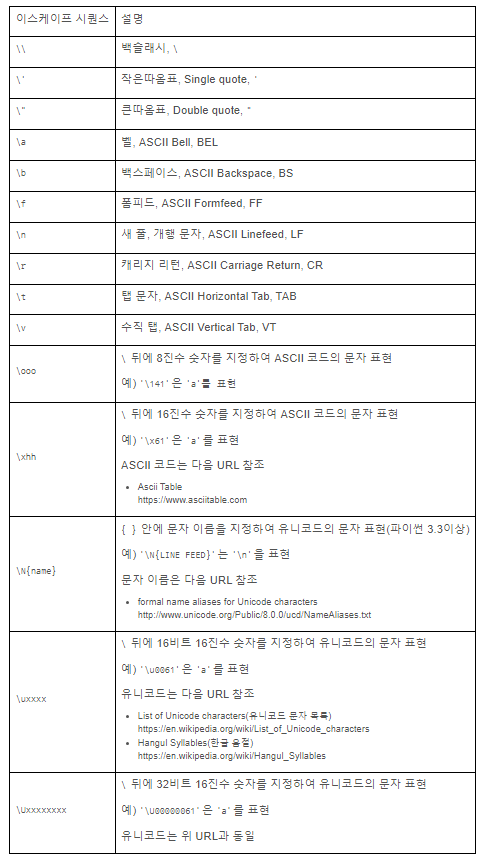 이스케이프 시퀀스 설명
\\ 백슬래시, \
\' 작은따옴표, Single quote, '
\" 큰따옴표, Double quote, "
\a 벨, ASCII Bell, BEL
\b 백스페이스, ASCII Backspace, BS
\f 폼피드, ASCII Formfeed, FF
\n 새 줄, 개행 문자, ASCII Linefeed, LF
\r 캐리지 리턴, ASCII Carriage Return, CR
\t 탭 문자, ASCII Horizontal Tab, TAB
\v 수직 탭, ASCII Vertical Tab, VT
\ooo
\ 뒤에 8진수 숫자를 지정하여 ASCII 코드의 문자 표현
예) '\141'은 'a'를 표현
\xhh
\ 뒤에 16진수 숫자를 지정하여 ASCII 코드의 문자 표현
예) '\x61'은 'a'를 표현
ASCII 코드는 다음 URL 참조
• Ascii Table
https://www.asciitable.com
\N{name}
{ } 안에 문자 이름을 지정하여 유니코드의 문자 표현(파이썬 3.3이상)
예) '\N{LINE FEED}'는 '\n'을 표현
문자 이름은 다음 URL 참조
• formal name aliases for Unicode characters
http://www.unicode.org/Public/8.0.0/ucd/NameAliases.txt
\uxxxx
\ 뒤에 16비트 16진수 숫자를 지정하여 유니코드의 문자 표현
예) '\u0061'은 'a'를 표현
유니코드는 다음 URL 참조
• List of Unicode characters(유니코드 문자 목록)
https://en.wikipedia.org/wiki/List_of_Unicode_characters
• Hangul Syllables(한글 음절)
https://en.wikipedia.org/wiki/Hangul_Syllables
\Uxxxxxxxx
\ 뒤에 32비트 16진수 숫자를 지정하여 유니코드의 문자 표현
예) '\U00000061'은 'a'를 표현
유니코드는 위 URL과 동일